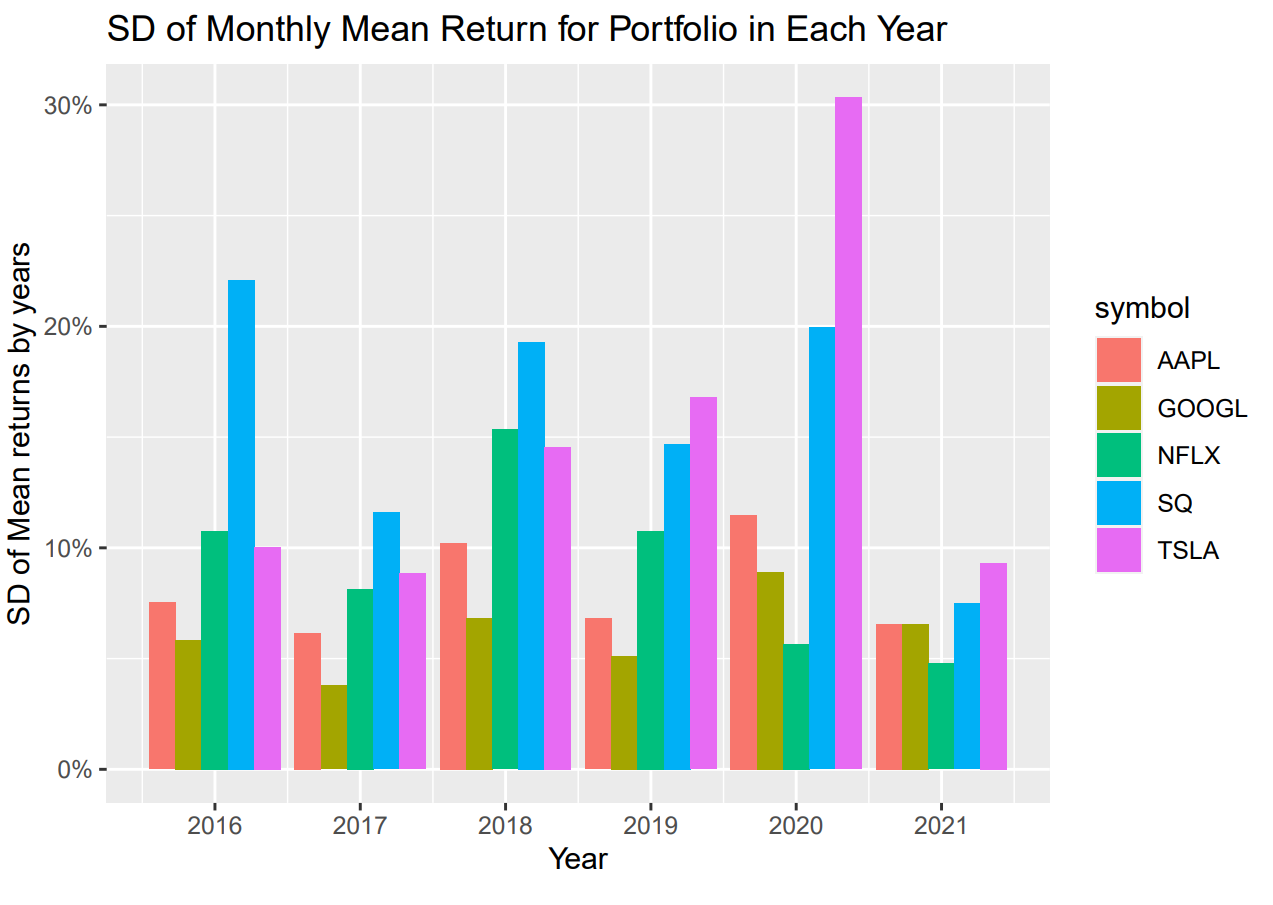 SD of Monthly Mean Return for Portfolio in Each Year
SD of Mean returns by years
30%
20%
10%
0%
2016 2017 2018 2019 2020 2021
Year
symbol
AAPL
GOOGL
NFLX
SQ
TSLA